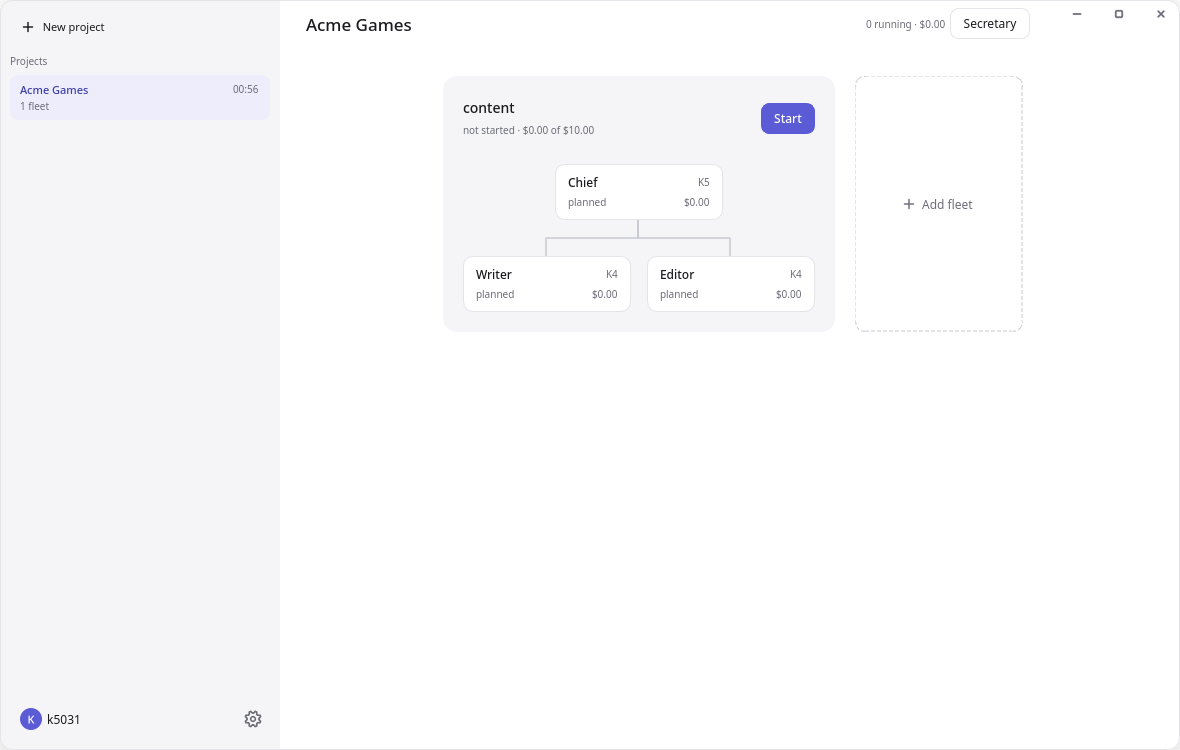 New project
Projects
Acme Games 00:56
1 fleet
K k5031
Acme Games
0 running · $0.00 Secretary
content
not started · $0.00 of $10.00
Start
Chief K5
planned $0.00
Writer K4
planned $0.00
Editor K4
planned $0.00
Add fleet